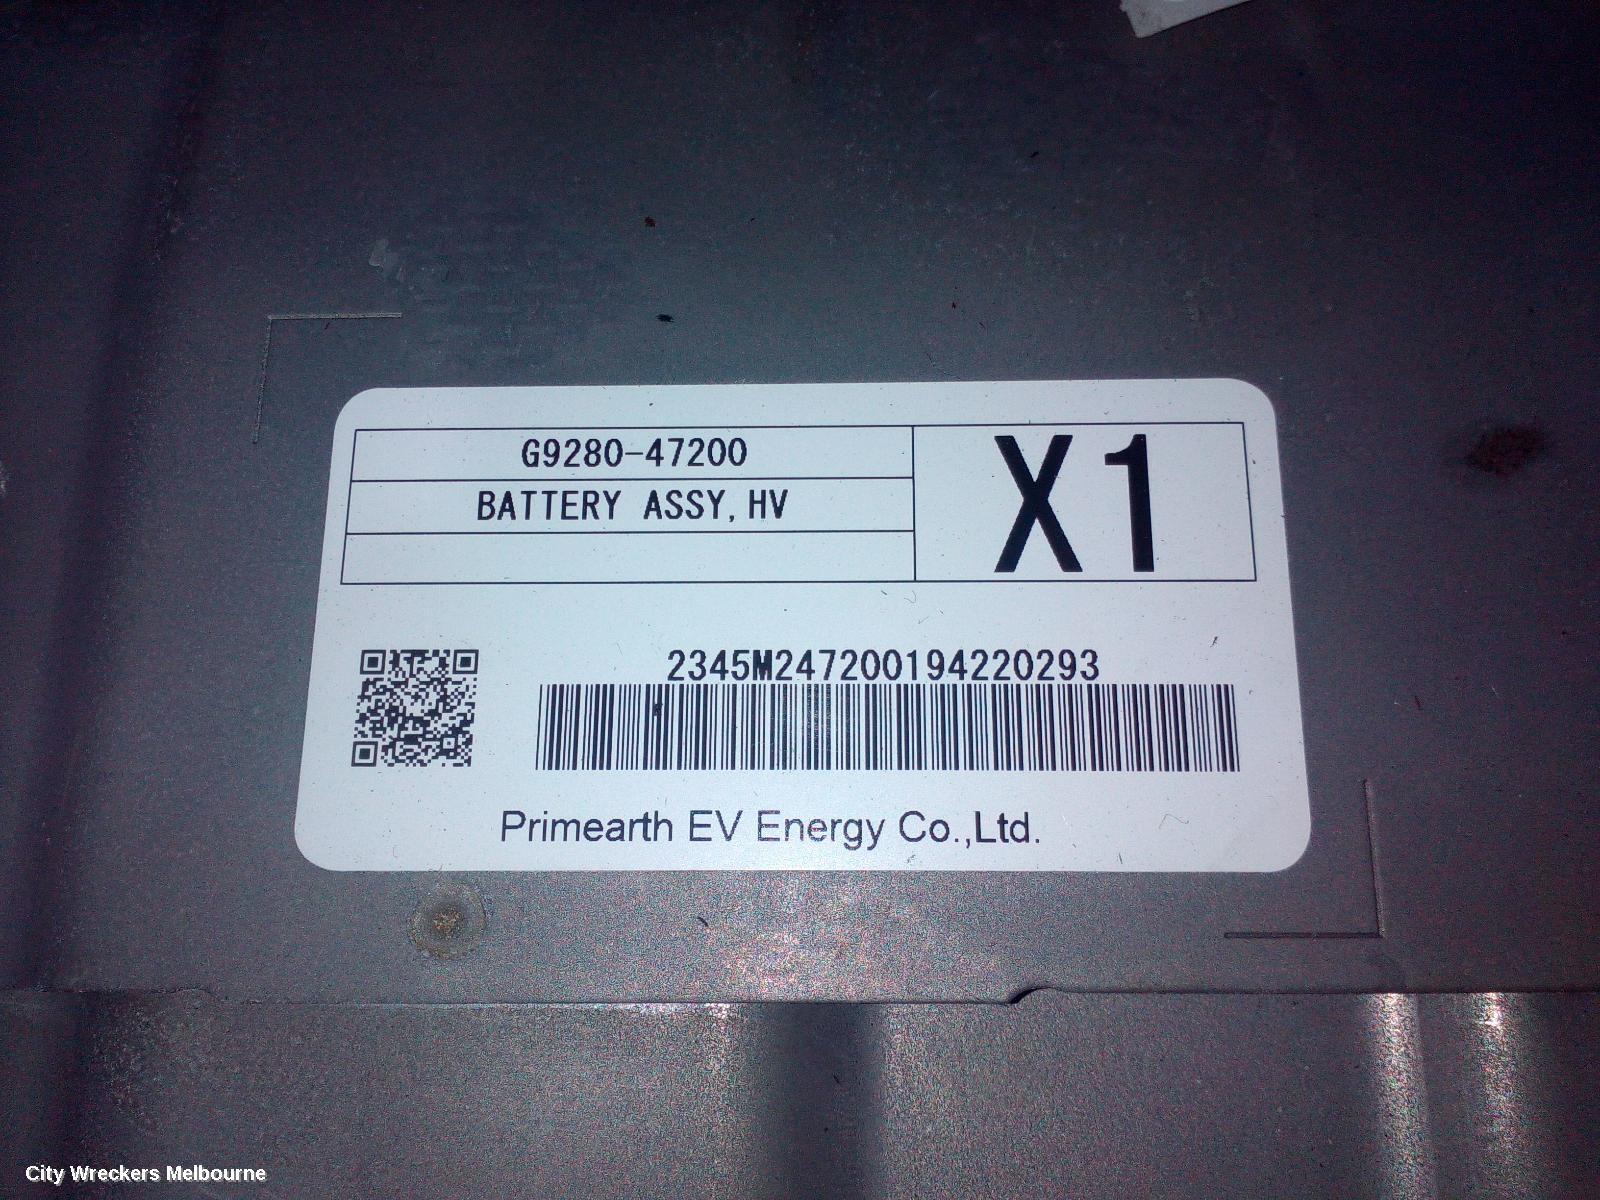 G9280-47200
BATTERY ASSY,HV
X1
2345M247200194220293
Primearth EV Energy Co.,Ltd.
City Wreckers Melbourne